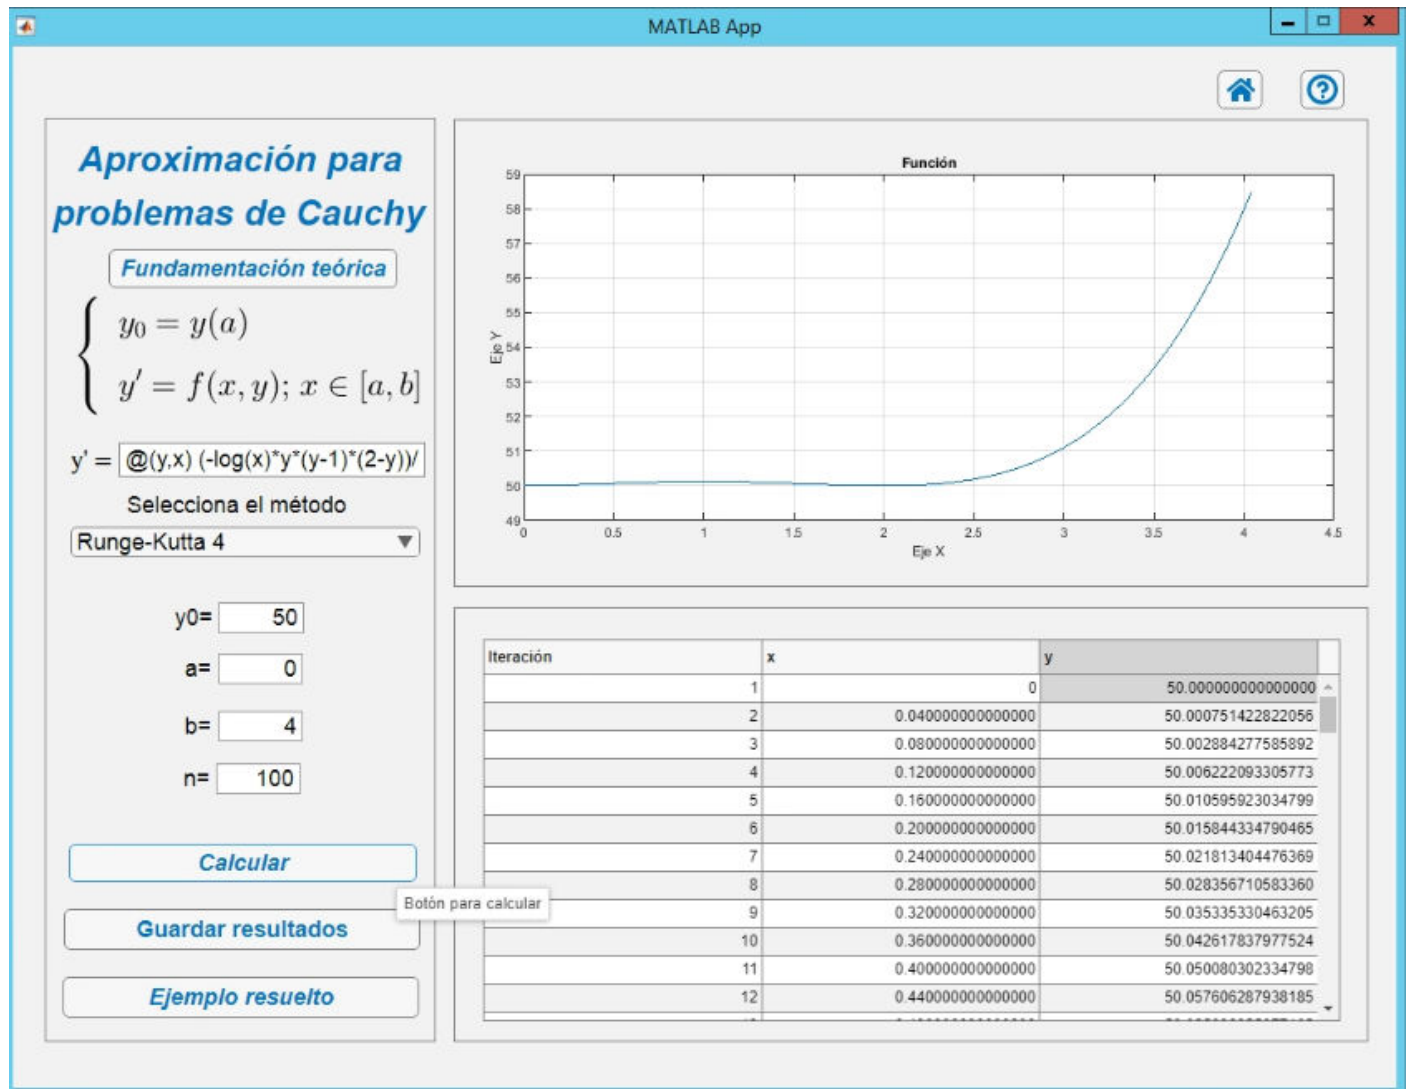 MATLAB App
Aproximación para
problemas de Cauchy
Fundamentación teórica
y₀ = y(a)
y′ = f(x, y); x ∈ [a, b]
y' = @(y,x) (-log(x)*y*(y-1)*(2-y))/
Selecciona el método
Runge-Kutta 4
y0= 50
a= 0
b= 4
n= 100
Calcular
Botón para calcular
Guardar resultados
Ejemplo resuelto
Función
59
58
57
56
55
54
53
52
51
50
49
Eje Y
0 0.5 1 1.5 2 2.5 3 3.5 4 4.5
Eje X
Iteración x y
1 0 50.000000000000000
2 0.040000000000000 50.000751422822056
3 0.080000000000000 50.002884277585892
4 0.120000000000000 50.006222093305773
5 0.160000000000000 50.010595923034799
6 0.200000000000000 50.015844334790465
7 0.240000000000000 50.021813404476369
8 0.280000000000000 50.028356710583360
9 0.320000000000000 50.035335330463205
10 0.360000000000000 50.042617837977524
11 0.400000000000000 50.050080302334798
12 0.440000000000000 50.057606287938185